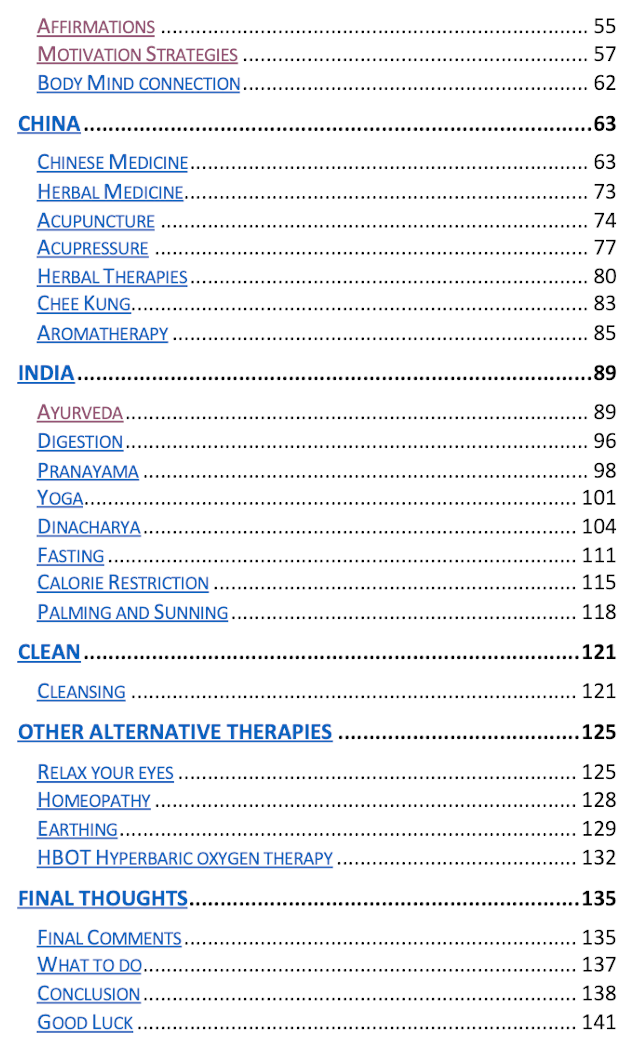 Affirmations ........ 55
Motivation Strategies ........ 57
Body Mind connection ........ 62
CHINA ........ 63
Chinese Medicine ........ 63
Herbal Medicine ........ 73
Acupuncture ........ 74
Acupressure ........ 77
Herbal Therapies ........ 80
Chee Kung ........ 83
Aromatherapy ........ 85
INDIA ........ 89
Ayurveda ........ 89
Digestion ........ 96
Pranayama ........ 98
Yoga ........ 101
Dinacharya ........ 104
Fasting ........ 111
Calorie Restriction ........ 115
Palming and Sunning ........ 118
CLEAN ........ 121
Cleansing ........ 121
OTHER ALTERNATIVE THERAPIES ........ 125
Relax your eyes ........ 125
Homeopathy ........ 128
Earthing ........ 129
HBOT Hyperbaric oxygen therapy ........ 132
FINAL THOUGHTS ........ 135
Final Comments ........ 135
What to do ........ 137
Conclusion ........ 138
Good Luck ........ 141